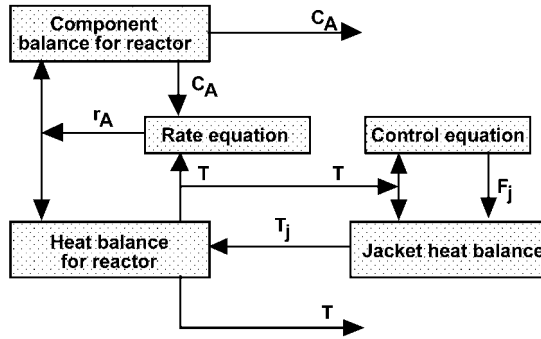 Component
balance for reactor
C_A
C_A
r_A
Rate equation
Control equation
T
T
F_j
Heat balance
for reactor
T_j
Jacket heat balance
T